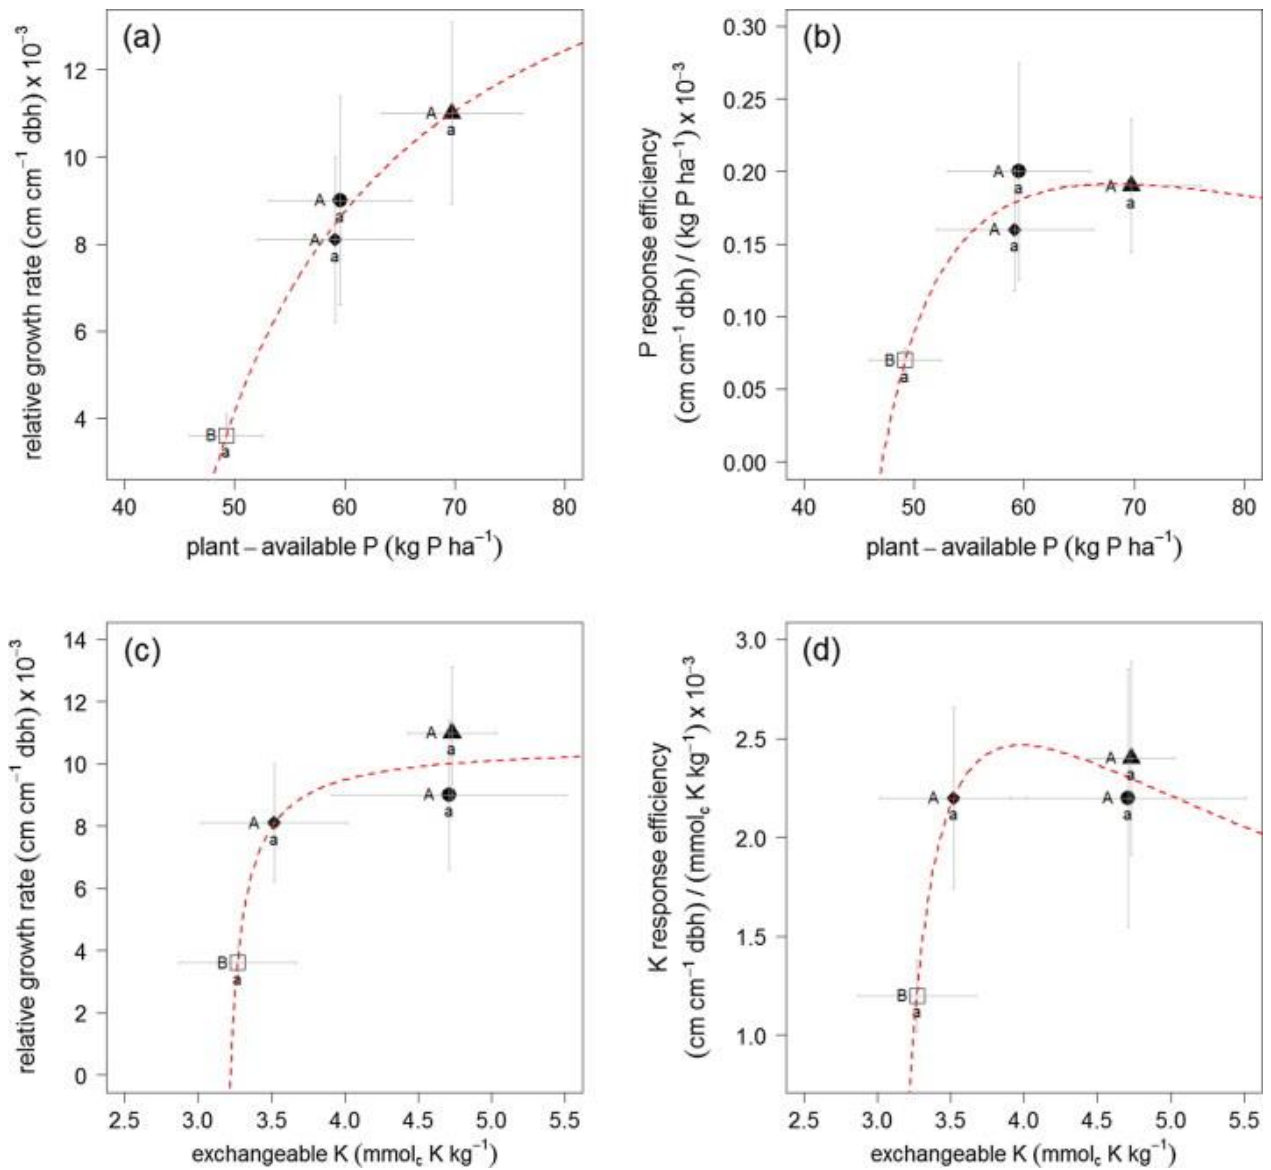 (a)
relative growth rate (cm cm⁻¹ dbh) x 10⁻³
12
10
8
6
4
A
a
A
a
A
a
B
a
40 50 60 70 80
plant – available P (kg P ha⁻¹)
(b)
P response efficiency
(cm cm⁻¹ dbh) / (kg P ha⁻¹) x 10⁻³
0.30
0.25
0.20
0.15
0.10
0.05
0.00
A
a
A
a
A
a
B
a
40 50 60 70 80
plant – available P (kg P ha⁻¹)
(c)
relative growth rate (cm cm⁻¹ dbh) x 10⁻³
14
12
10
8
6
4
2
0
A
a
A
a
A
a
B
a
2.5 3.0 3.5 4.0 4.5 5.0 5.5
exchangeable K (mmol꜀ K kg⁻¹)
(d)
K response efficiency
(cm cm⁻¹ dbh) / (mmol꜀ K kg⁻¹) x 10⁻³
3.0
2.5
2.0
1.5
1.0
A
a
A
a
A
a
B
a
2.5 3.0 3.5 4.0 4.5 5.0 5.5
exchangeable K (mmol꜀ K kg⁻¹)